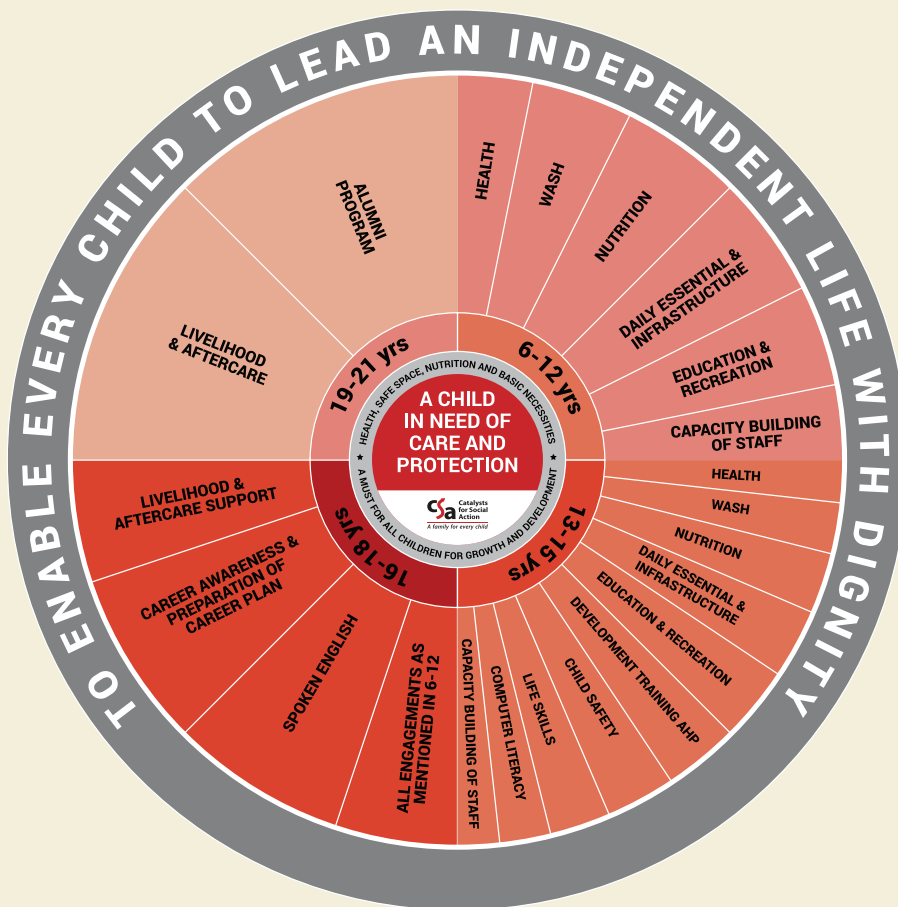 TO ENABLE EVERY CHILD TO LEAD AN INDEPENDENT LIFE WITH DIGNITY
HEALTH, SAFE SPACE, NUTRITION AND BASIC NECESSITIES
A MUST FOR ALL CHILDREN FOR GROWTH AND DEVELOPMENT
A CHILD
IN NEED OF
CARE AND
PROTECTION
csa
Catalysts
for Social
Action
A family for every child
6-12 yrs
HEALTH
WASH
NUTRITION
DAILY ESSENTIAL &
INFRASTRUCTURE
EDUCATION &
RECREATION
CAPACITY BUILDING
OF STAFF
13-15 yrs
HEALTH
WASH
NUTRITION
DAILY ESSENTIAL &
INFRASTRUCTURE
EDUCATION & RECREATION
DEVELOPMENT TRAINING AHP
CHILD SAFETY
LIFE SKILLS
COMPUTER LITERACY
CAPACITY BUILDING OF STAFF
16-18 yrs
ALL ENGAGEMENTS AS
MENTIONED IN 6-12
SPOKEN ENGLISH
CAREER AWARENESS &
PREPARATION OF
CAREER PLAN
LIVELIHOOD &
AFTERCARE SUPPORT
19-21 yrs
LIVELIHOOD
& AFTERCARE
ALUMNI
PROGRAM